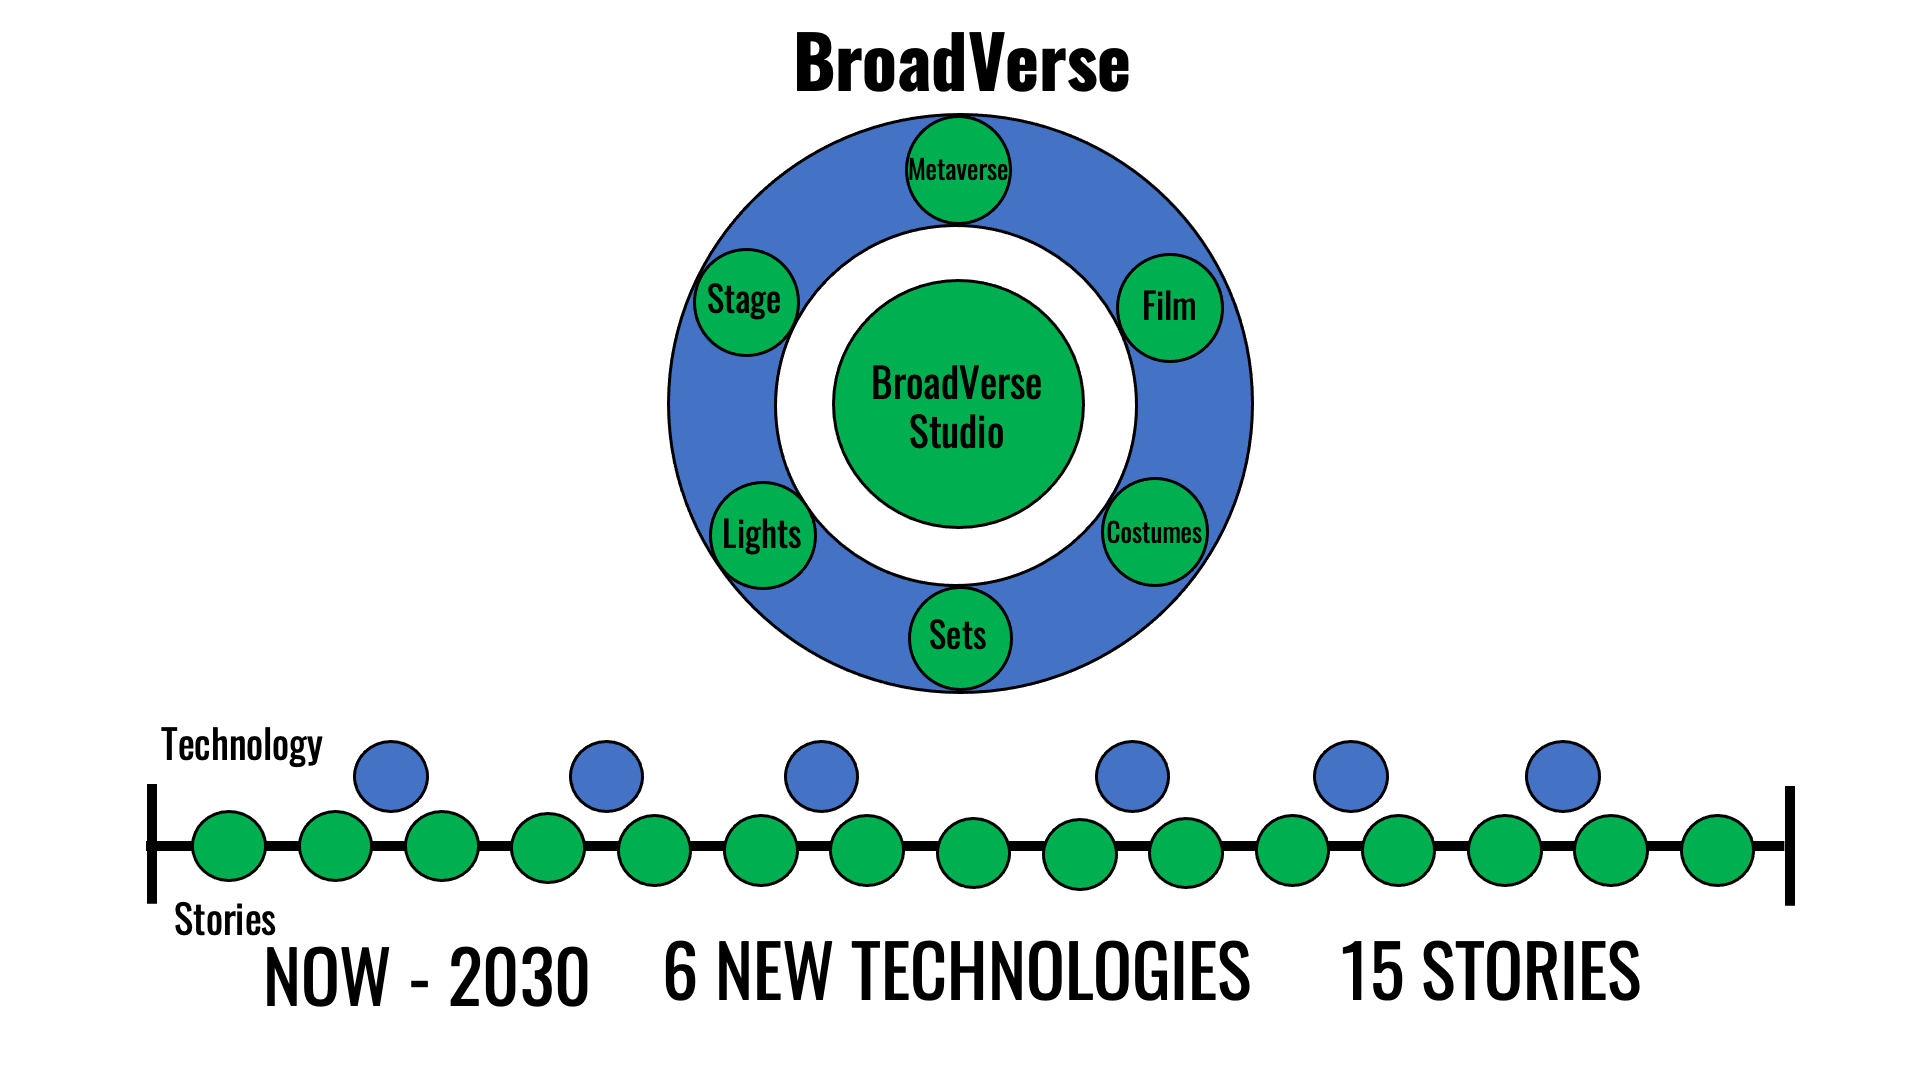 BroadVerse
Metaverse
Stage
Film
BroadVerse
Studio
Lights
Costumes
Sets
Technology
Stories
NOW - 2030
6 NEW TECHNOLOGIES
15 STORIES